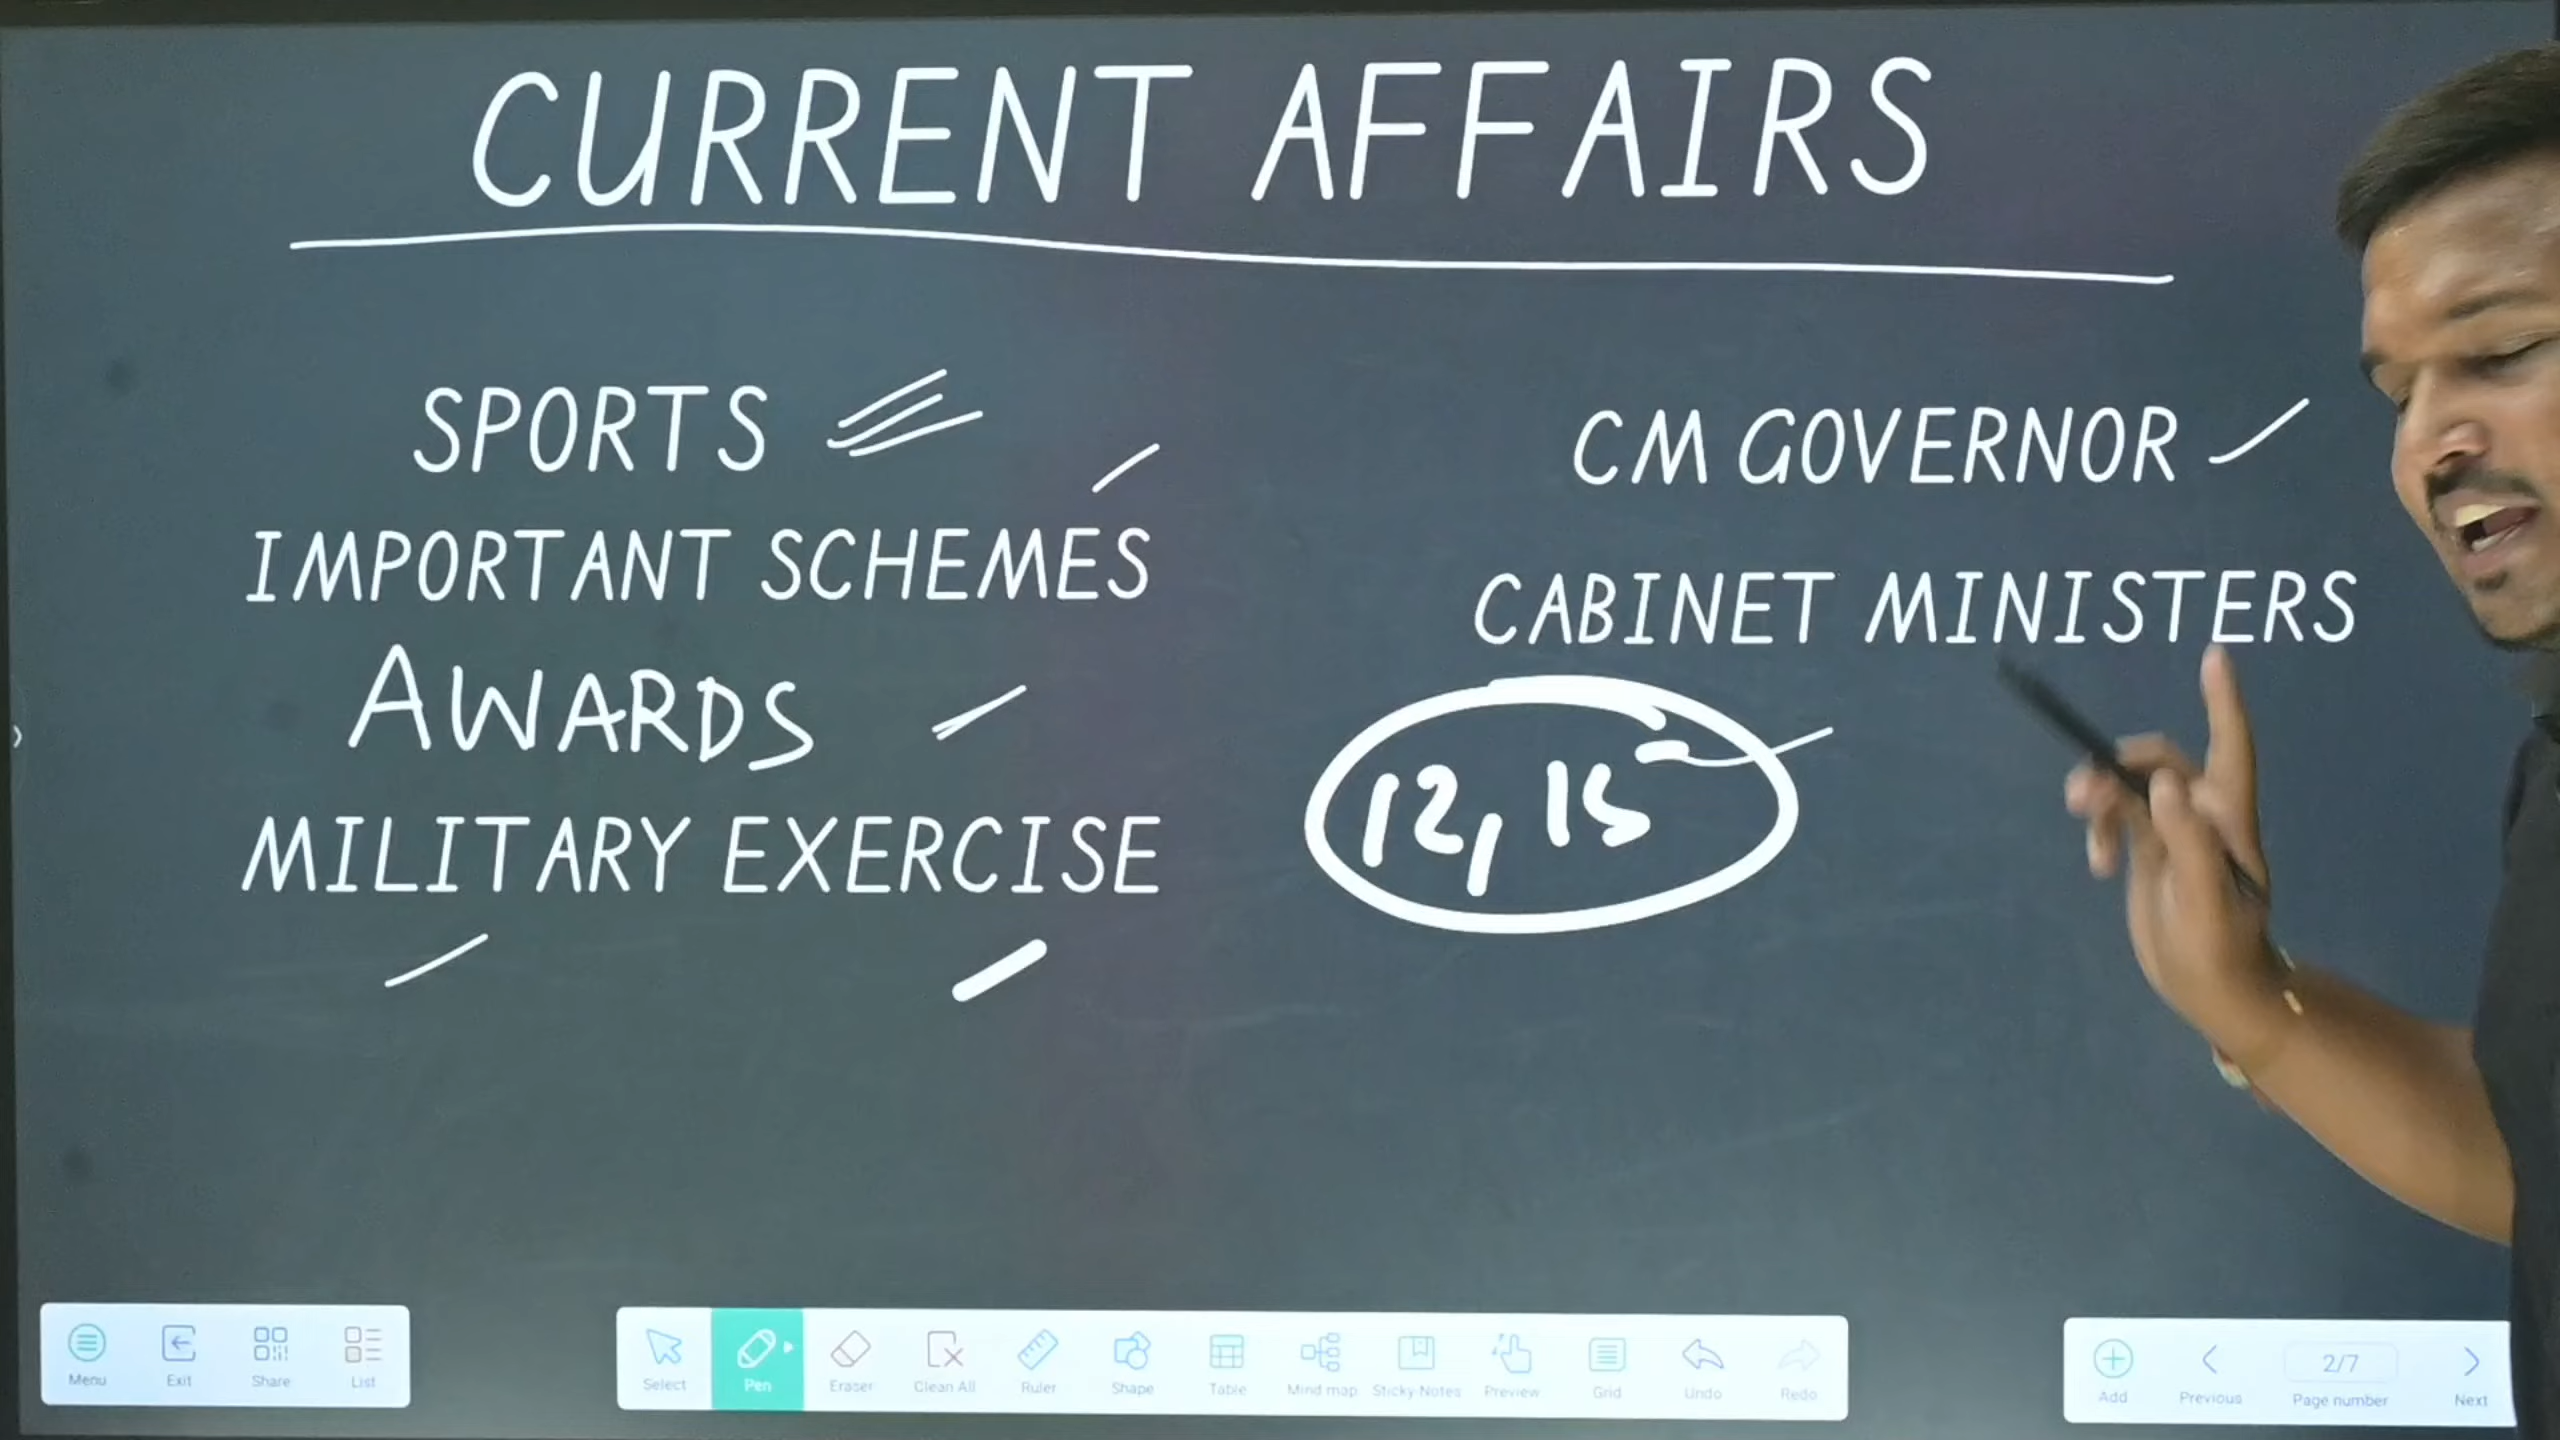 CURRENT AFFAIRS
SPORTS
IMPORTANT SCHEMES
AWARDS
MILITARY EXERCISE
CM GOVERNOR
CABINET MINISTERS
12, 15
Menu Exit Share List
Select Pen Eraser Clean All Ruler Shape Table Mind map Sticky Notes Preview Grid Undo Redo
Add Previous 2/7 Page number Next